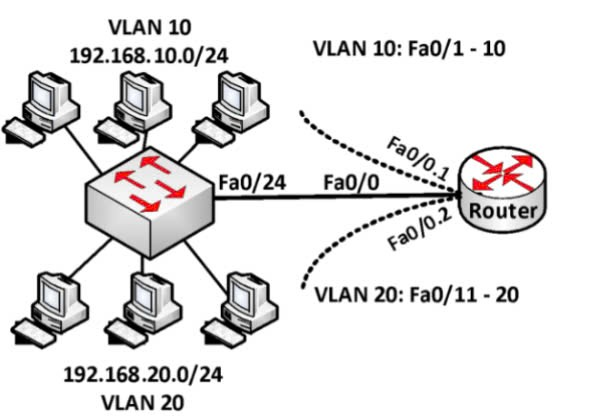 VLAN 10
192.168.10.0/24
VLAN 10: Fa0/1 - 10
Fa0/0.1
Fa0/24
Fa0/0
Router
Fa0/0.2
VLAN 20: Fa0/11 - 20
192.168.20.0/24
VLAN 20